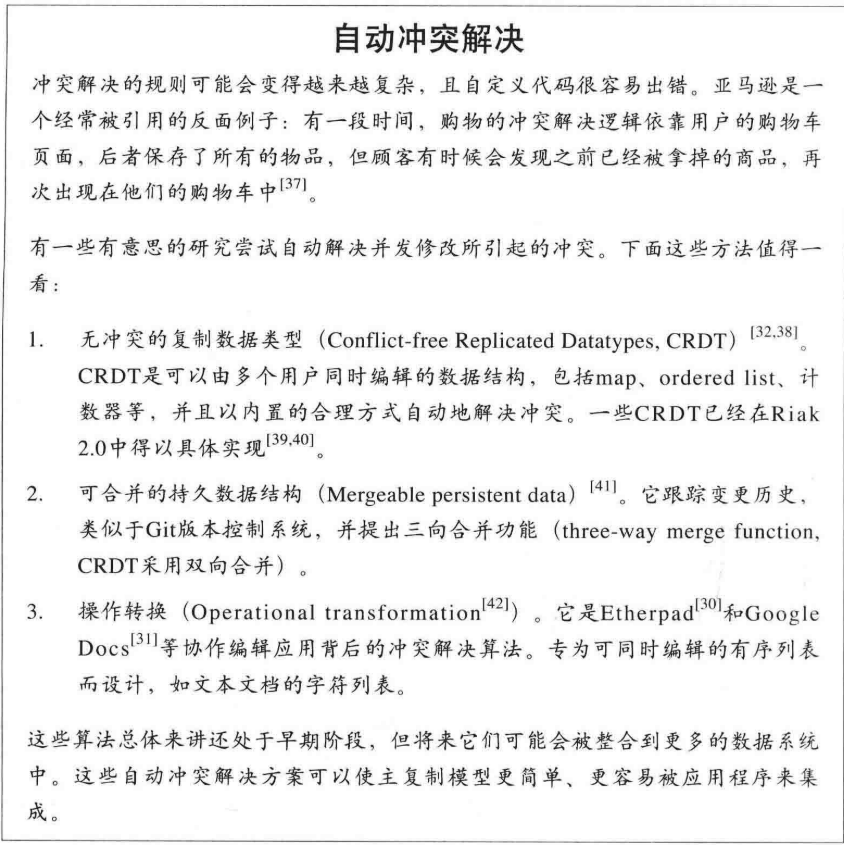 自动冲突解决
冲突解决的规则可能会变得越来越复杂，且自定义代码很容易出错。亚马逊是一
个经常被引用的反面例子：有一段时间，购物的冲突解决逻辑依靠用户的购物车
页面，后者保存了所有的物品，但顾客有时候会发现之前已经被拿掉的商品，再
次出现在他们的购物车中[37]。
有一些有意思的研究尝试自动解决并发修改所引起的冲突。下面这些方法值得一
看：
1. 无冲突的复制数据类型（Conflict-free Replicated Datatypes, CRDT）[32,38]。
CRDT是可以由多个用户同时编辑的数据结构，包括map、ordered list、计
数器等，并且以内置的合理方式自动地解决冲突。一些CRDT已经在Riak
2.0中得以具体实现[39,40]。
2. 可合并的持久数据结构（Mergeable persistent data）[41]。它跟踪变更历史，
类似于Git版本控制系统，并提出三向合并功能（three-way merge function,
CRDT采用双向合并）。
3. 操作转换（Operational transformation[42]）。它是Etherpad[30]和Google
Docs[31]等协作编辑应用背后的冲突解决算法。专为可同时编辑的有序列表
而设计，如文本文档的字符列表。
这些算法总体来讲还处于早期阶段，但将来它们可能会被整合到更多的数据系统
中。这些自动冲突解决方案可以使主复制模型更简单、更容易被应用程序来集
成。